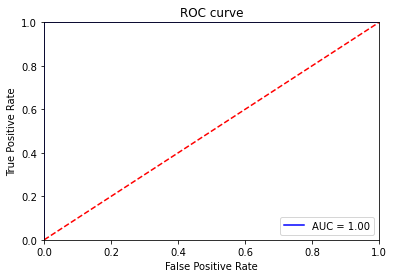 ROC curve
1.0
0.8
0.6
0.4
0.2
0.0
True Positive Rate
AUC = 1.00
0.0 0.2 0.4 0.6 0.8 1.0
False Positive Rate